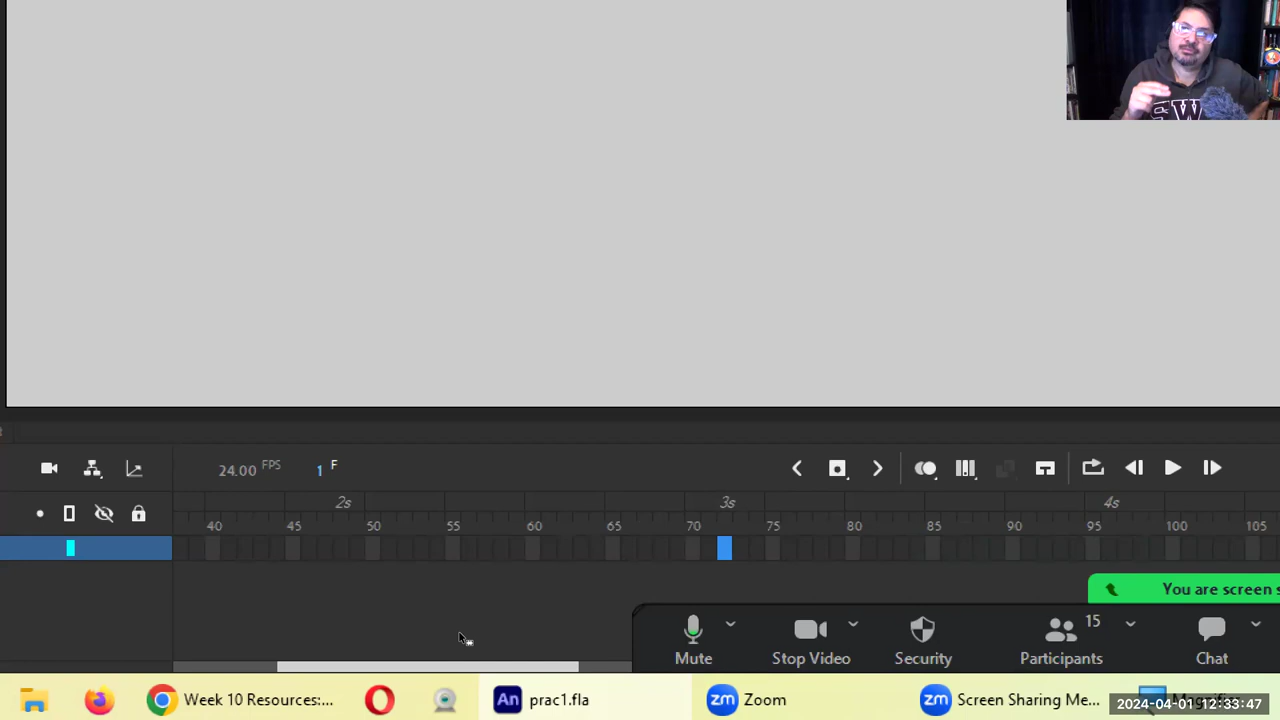 24.00 FPS 1 F
2s 3s 4s
40 45 50 55 60 65 70 75 80 85 90 95 100 105
You are screen s
15
Mute Stop Video Security Participants Chat
Week 10 Resources:... An prac1.fla zm Zoom zm Screen Sharing Me...
2024-04-01 12:33:47